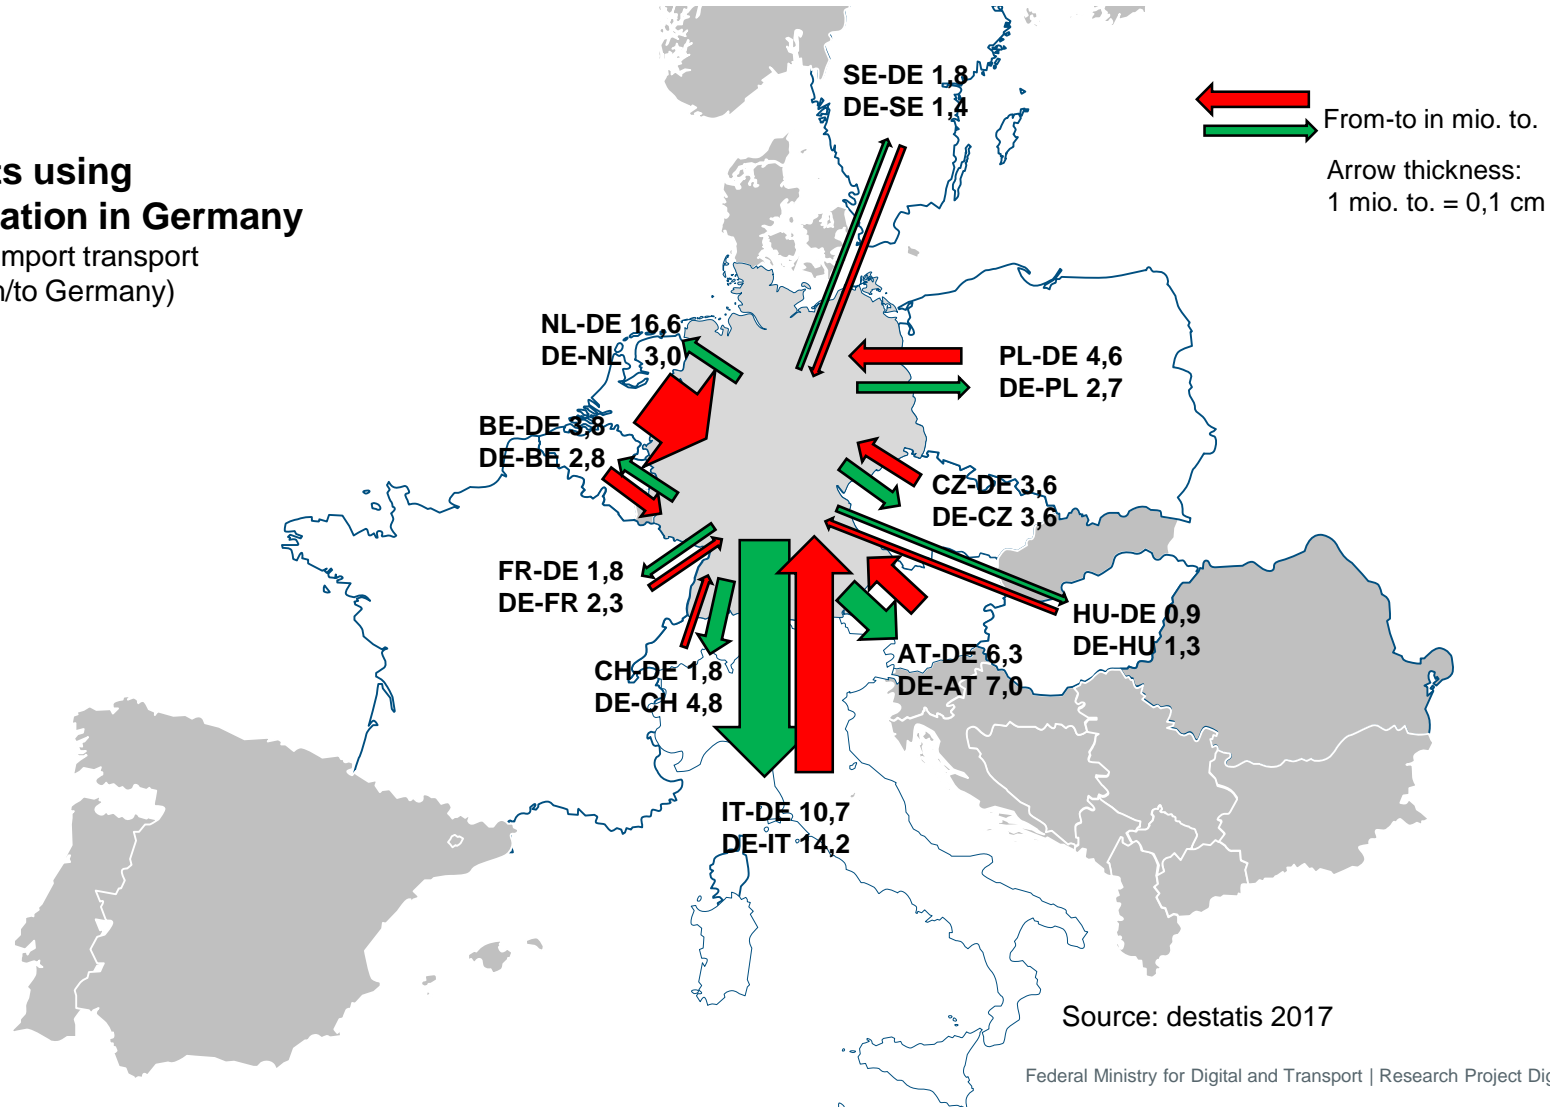 ts using
ation in Germany
import transport
n/to Germany)
SE-DE 1,8
DE-SE 1,4
From-to in mio. to.
Arrow thickness:
1 mio. to. = 0,1 cm
NL-DE 16,6
DE-NL 3,0
PL-DE 4,6
DE-PL 2,7
BE-DE 3,8
DE-BE 2,8
CZ-DE 3,6
DE-CZ 3,6
FR-DE 1,8
DE-FR 2,3
HU-DE 0,9
DE-HU 1,3
CH-DE 1,8
DE-CH 4,8
AT-DE 6,3
DE-AT 7,0
IT-DE 10,7
DE-IT 14,2
Source: destatis 2017
Federal Ministry for Digital and Transport | Research Project Dig